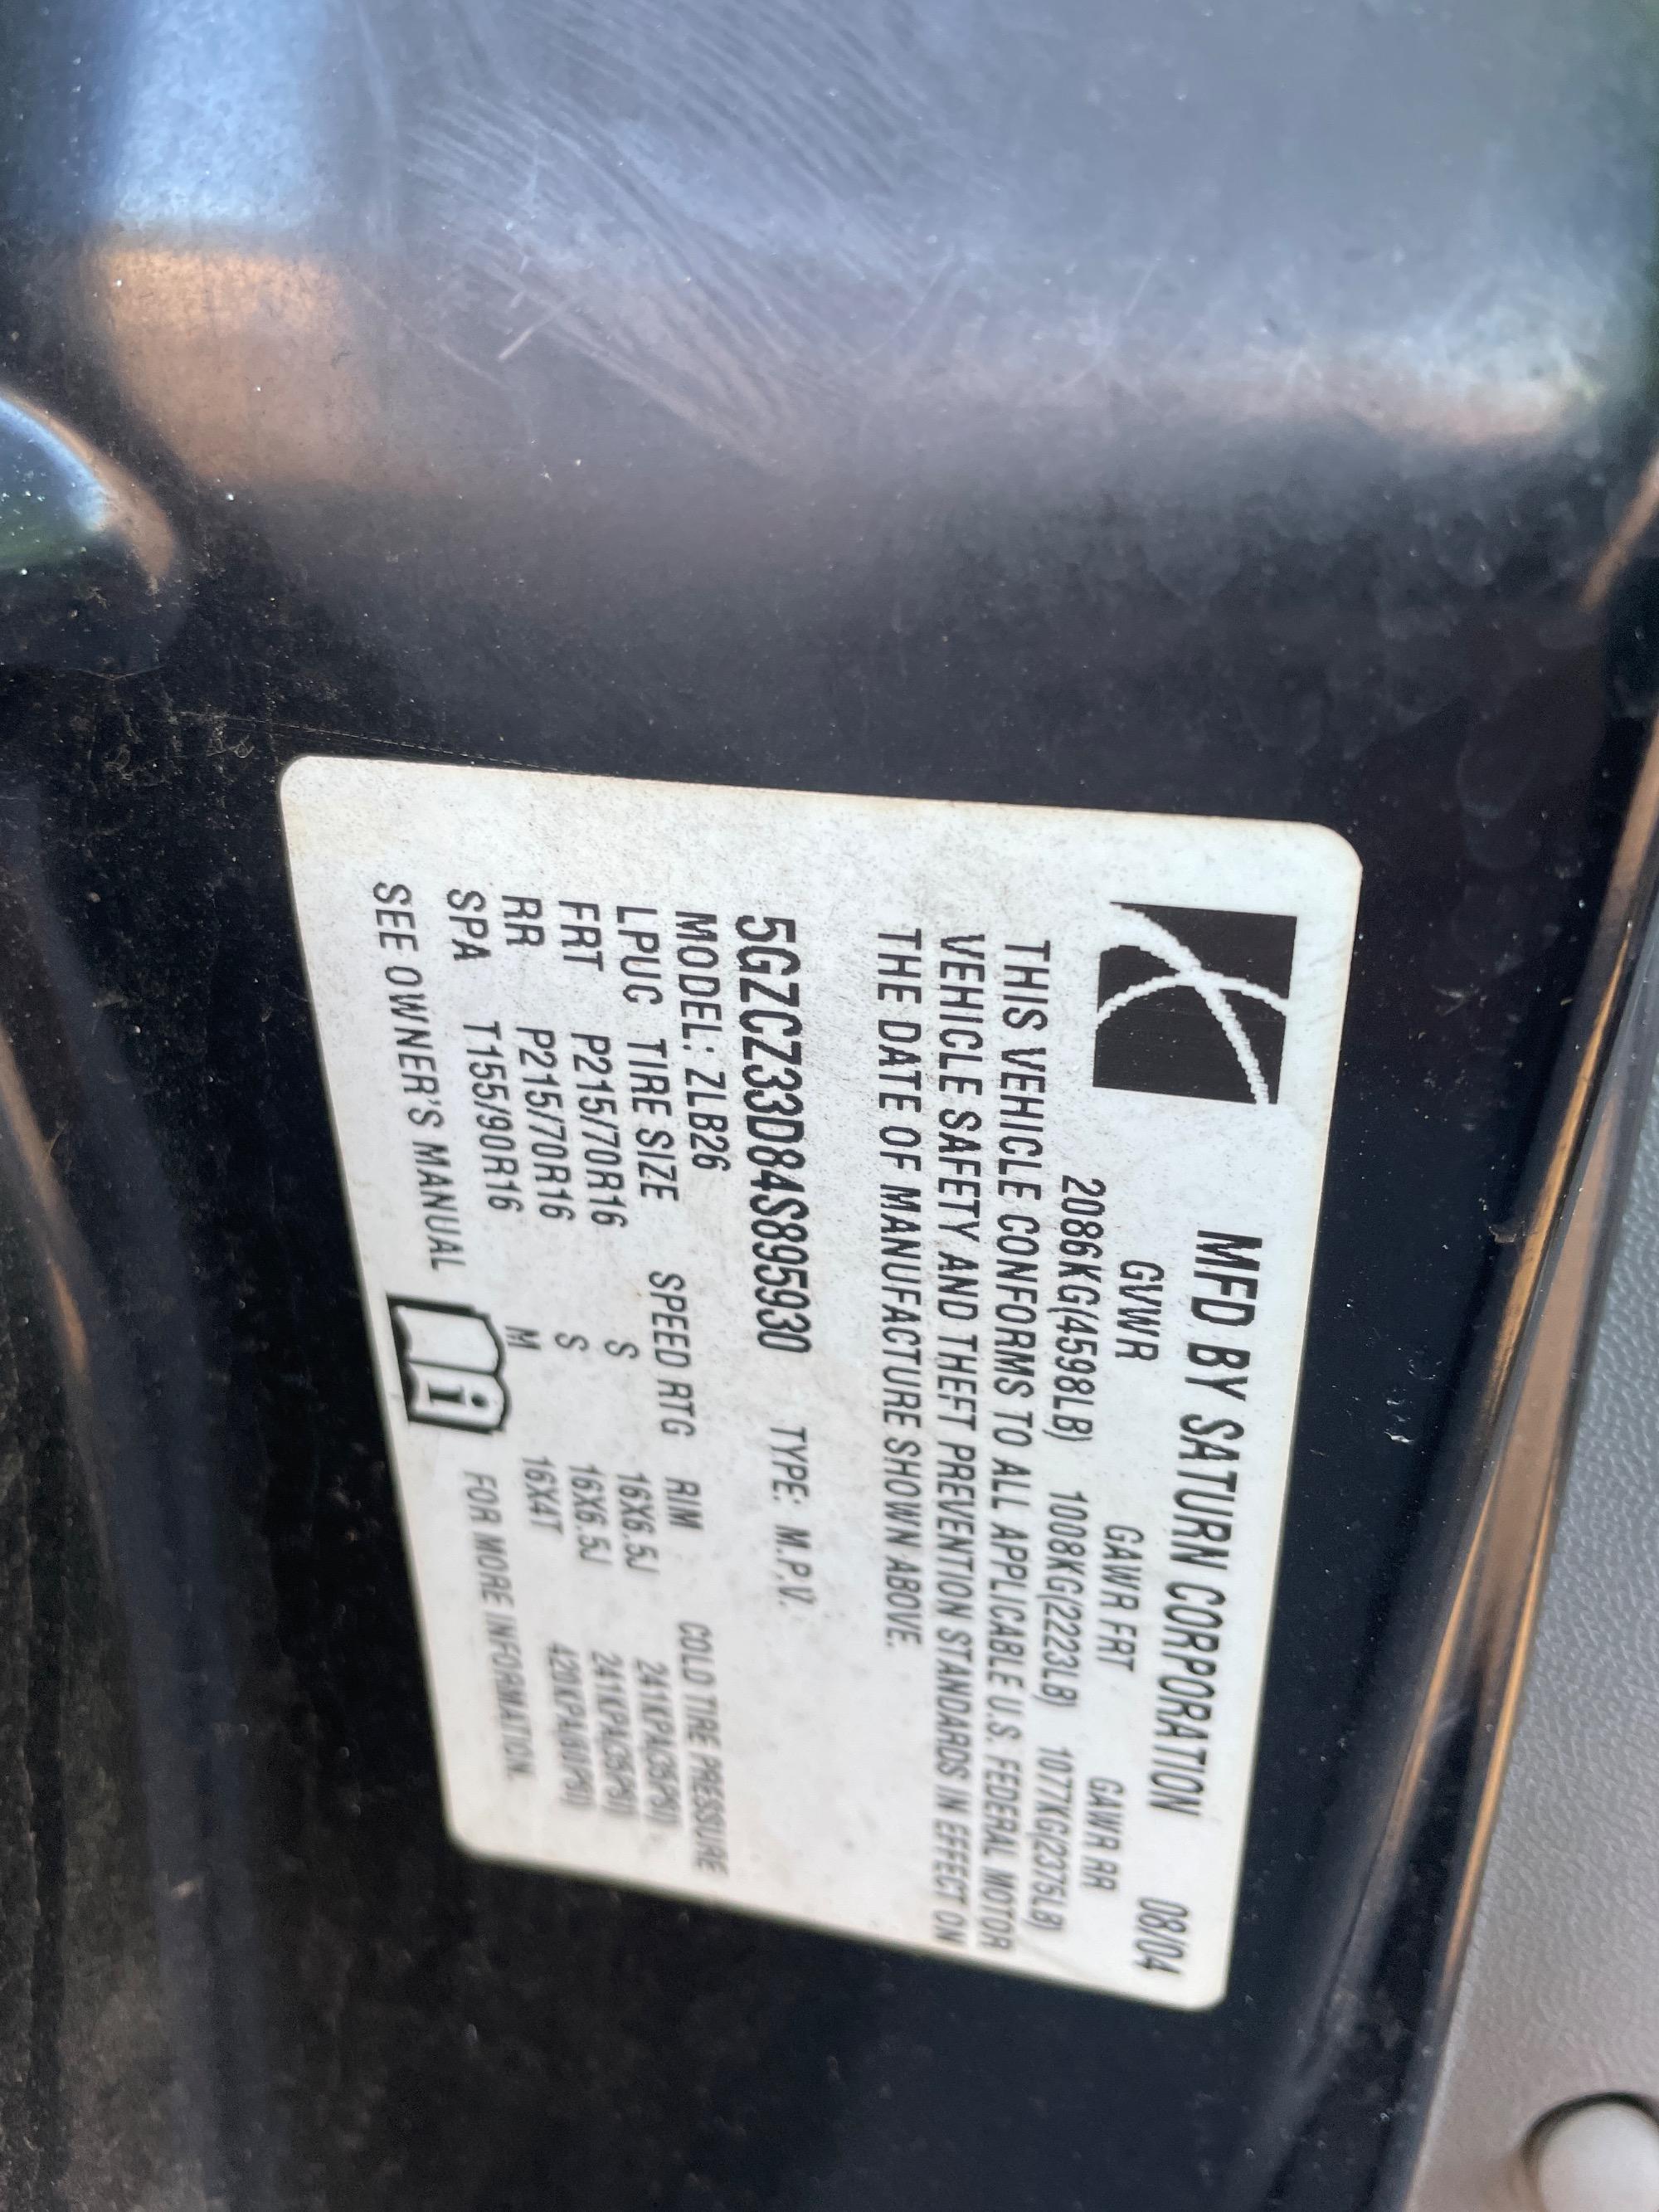 MFD BY SATURN CORPORATION 08/04
GVWR GAWR FRT GAWR RR
2086KG(4598LB) 1008KG(2223LB) 1077KG(2375LB)
THIS VEHICLE CONFORMS TO ALL APPLICABLE U.S. FEDERAL MOTOR
VEHICLE SAFETY AND THEFT PREVENTION STANDARDS IN EFFECT ON
THE DATE OF MANUFACTURE SHOWN ABOVE.
5GZCZ33D84S895930 TYPE: M.P.V.
MODEL: ZLB26
LPUG TIRE SIZE SPEED RTG RIM COLD TIRE PRESSURE
FRT P215/70R16 S 16X6.5J 241KPA(35PSI)
RR P215/70R16 S 16X6.5J 241KPA(35PSI)
SPA T155/90R16 M 16X4T 420KPA(60PSI)
SEE OWNER'S MANUAL i FOR MORE INFORMATION.